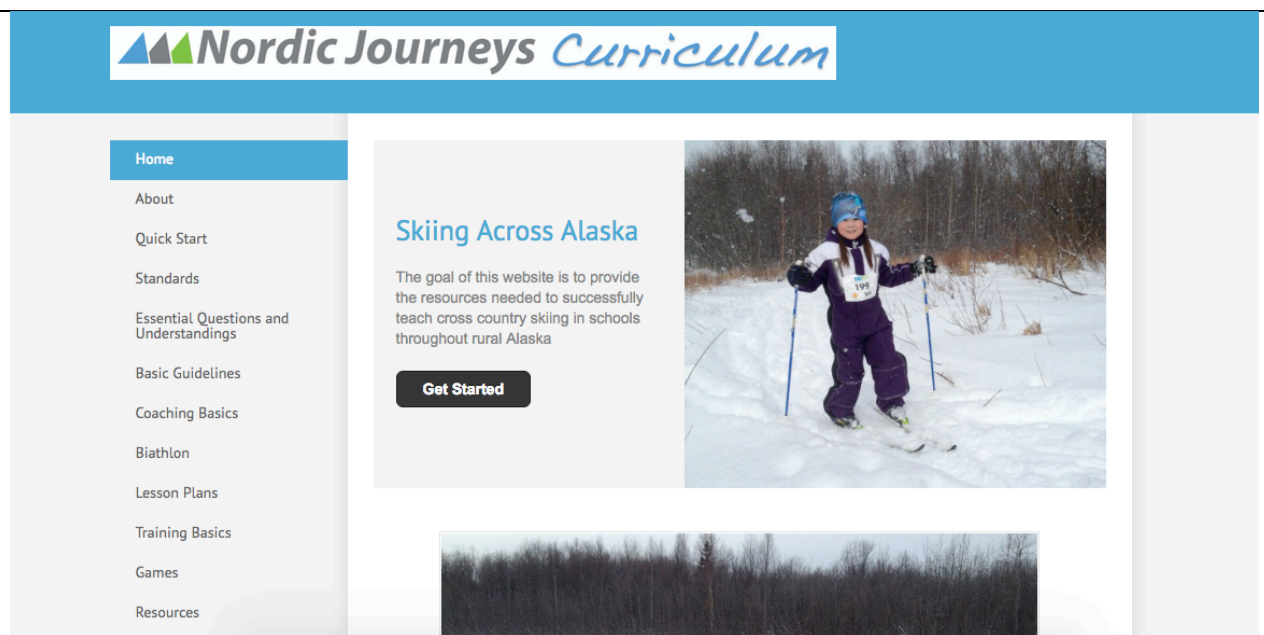 Nordic Journeys Curriculum
Home
About
Quick Start
Standards
Essential Questions and
Understandings
Basic Guidelines
Coaching Basics
Biathlon
Lesson Plans
Training Basics
Games
Resources
Skiing Across Alaska
The goal of this website is to provide
the resources needed to successfully
teach cross country skiing in schools
throughout rural Alaska
Get Started
199